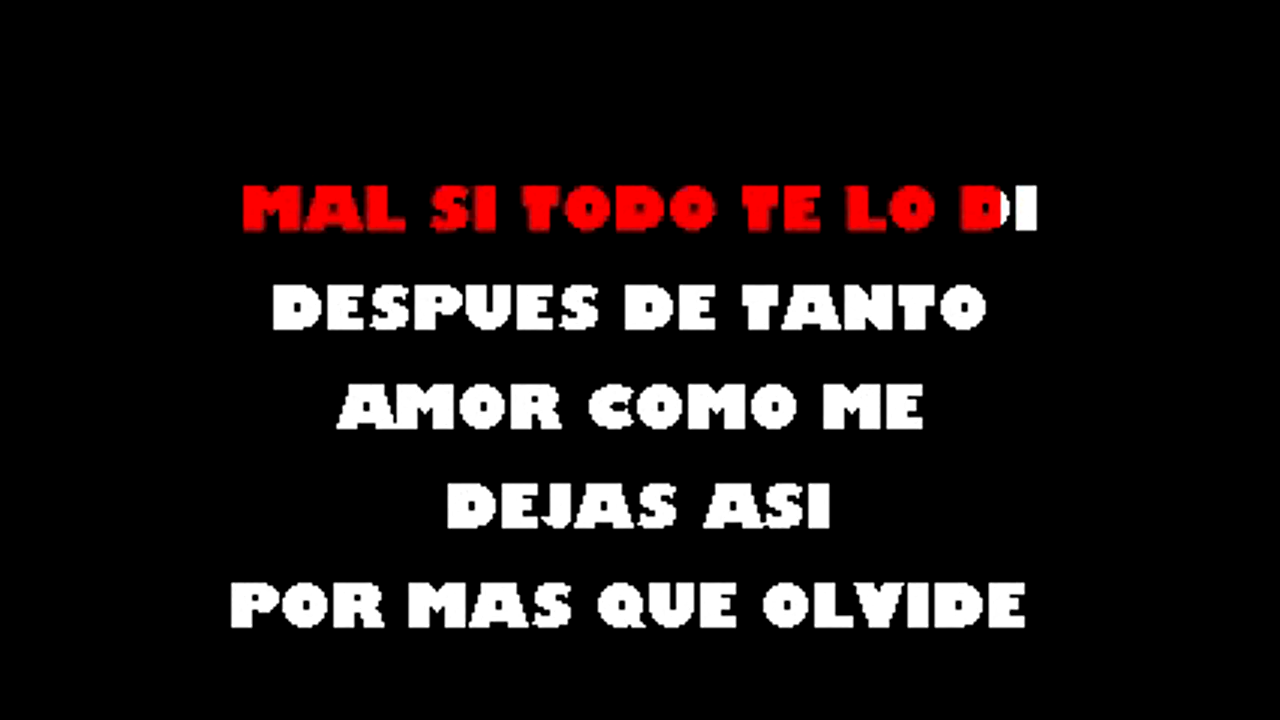 MAL SI TODO TE LO DI
DESPUES DE TANTO
AMOR COMO ME
DEJAS ASI
POR MAS QUE OLVIDE